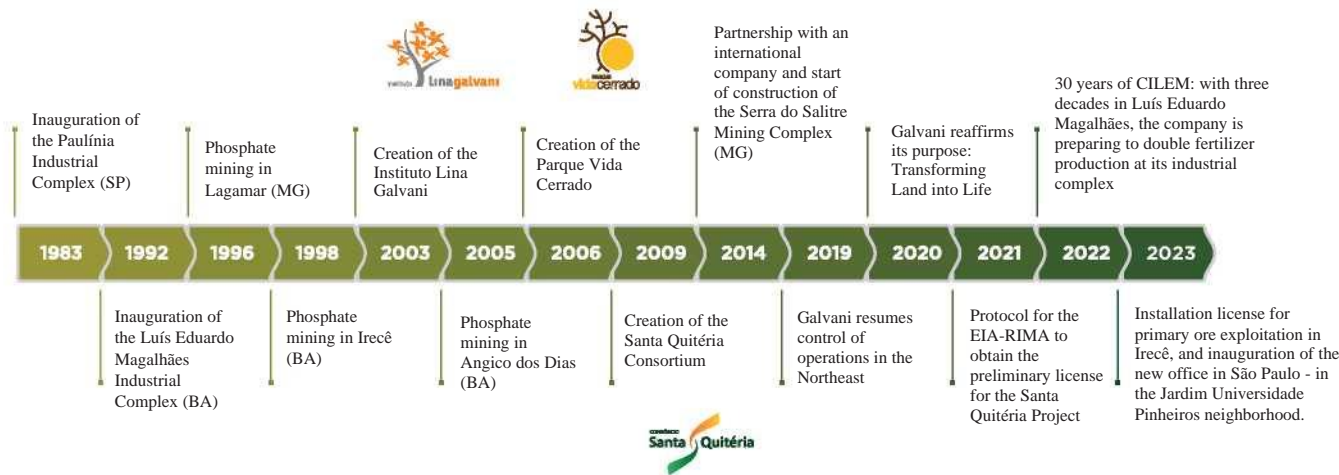 INSTITUTO linagalvani
PARQUE
vidacerrado
Inauguration of
the Paulínia
Industrial
Complex (SP)
Phosphate
mining in
Lagamar (MG)
Creation of the
Instituto Lina
Galvani
Creation of the
Parque Vida
Cerrado
Partnership with an
international
company and start
of construction of
the Serra do Salitre
Mining Complex
(MG)
Galvani reaffirms
its purpose:
Transforming
Land into Life
30 years of CILEM: with three
decades in Luís Eduardo
Magalhães, the company is
preparing to double fertilizer
production at its industrial
complex
1983 1992 1996 1998 2003 2005 2006 2009 2014 2019 2020 2021 2022 2023
Inauguration of
the Luís Eduardo
Magalhães
Industrial
Complex (BA)
Phosphate
mining in Irecê
(BA)
Phosphate
mining in
Angico dos Dias
(BA)
Creation of the
Santa Quitéria
Consortium
Galvani resumes
control of
operations in the
Northeast
Protocol for the
EIA-RIMA to
obtain the
preliminary license
for the Santa
Quitéria Project
Installation license for
primary ore exploitation in
Irecê, and inauguration of the
new office in São Paulo - in
the Jardim Universidade
Pinheiros neighborhood.
CONSÓRCIO
Santa Quitéria